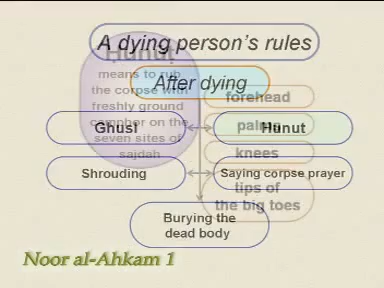 A dying person's rules
Hunut
After dying
means to rub
the corpse with
freshly ground
camphor on the
seven sites of
sajdah
forehead
palms
knees
tips of
the big toes
Ghusl
Hunut
Shrouding
Saying corpse prayer
Burying the
dead body
Noor al-Ahkam 1